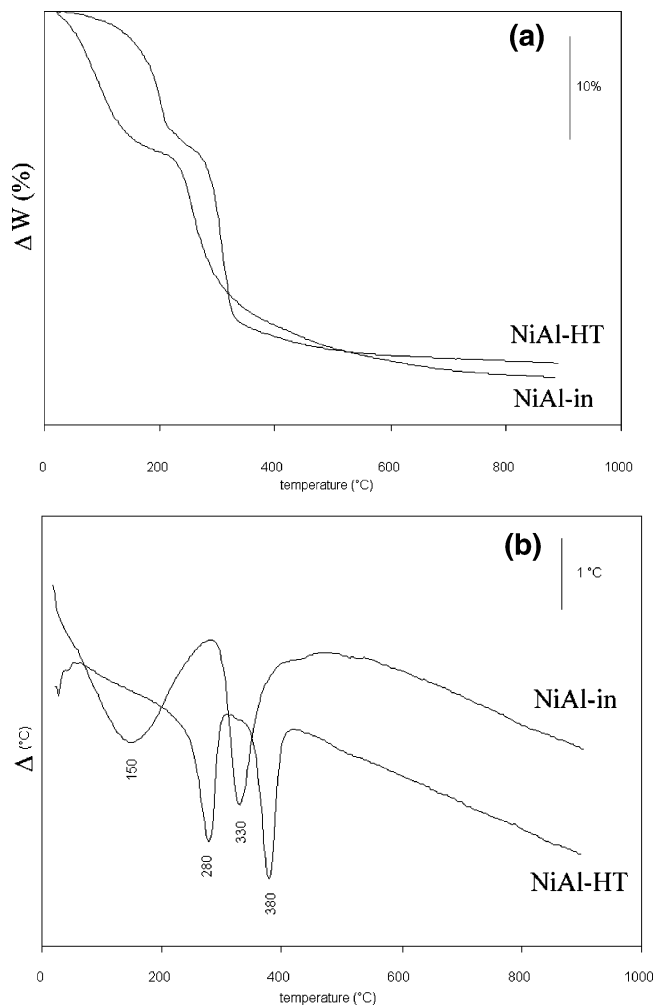 (a)
10%
Δ W (%)
NiAl-HT
NiAl-in
0 200 400 600 800 1000
temperature (°C)
(b)
1 °C
Δ (°C)
NiAl-in
150
280
330
380
NiAl-HT
0 200 400 600 800 1000
temperature (°C)